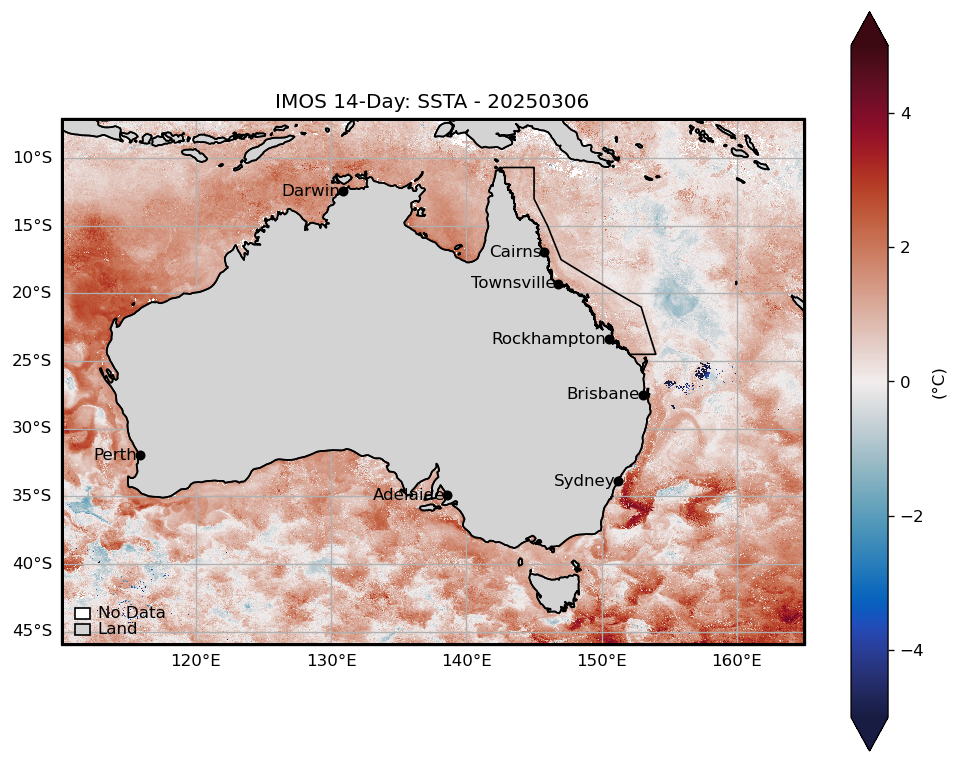 IMOS 14-Day: SSTA - 20250306
10°S
15°S
20°S
25°S
30°S
35°S
40°S
45°S
Darwin
Cairns
Townsville
Rockhampton
Brisbane
Perth
Sydney
Adelaide
No Data
Land
120°E
130°E
140°E
150°E
160°E
4
2
0
−2
−4
(°C)